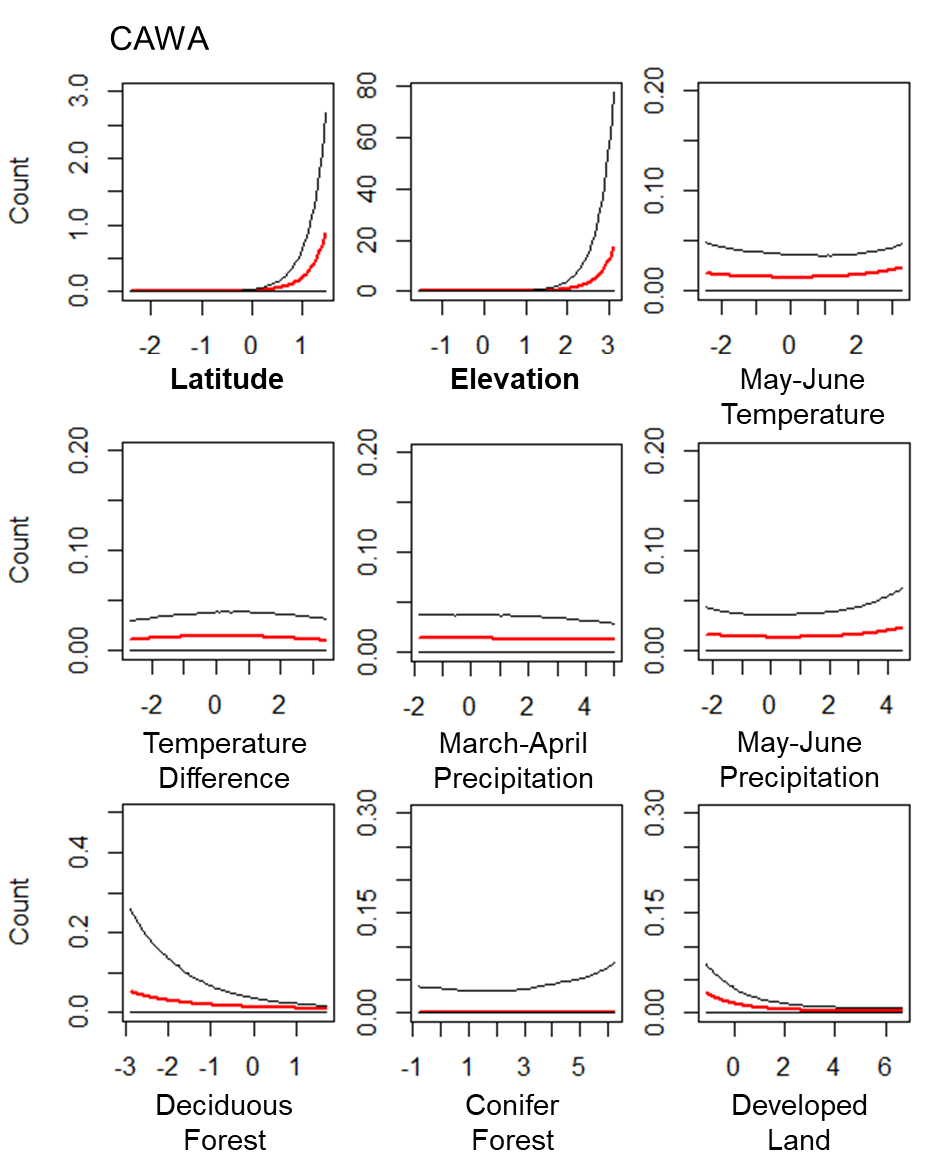 CAWA
Count
0.0 1.0 2.0 3.0
-2 -1 0 1
Latitude
0 20 40 60 80
-1 0 1 2 3
Elevation
0.00 0.10 0.20
-2 0 2
May-June
Temperature
Count
0.00 0.10 0.20
-2 0 2
Temperature
Difference
0.00 0.10 0.20
-2 0 2 4
March-April
Precipitation
0.00 0.10 0.20
-2 0 2 4
May-June
Precipitation
Count
0.0 0.2 0.4
-3 -2 -1 0 1
Deciduous
Forest
0.00 0.15 0.30
-1 1 3 5
Conifer
Forest
0.00 0.15 0.30
0 2 4 6
Developed
Land